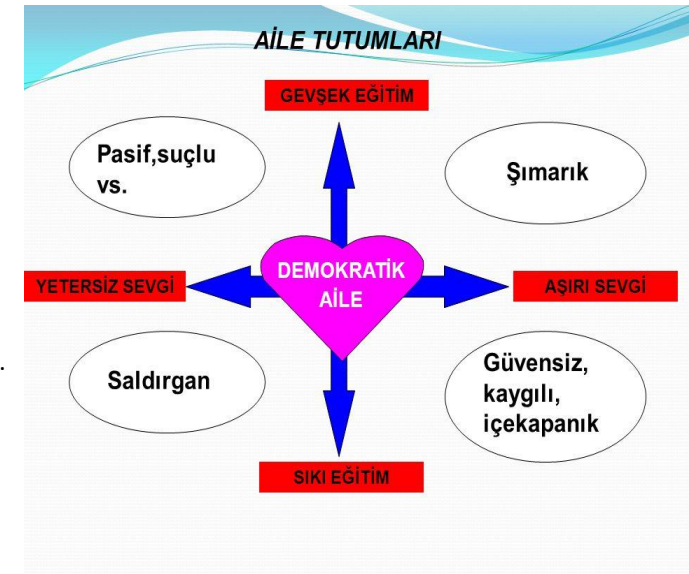 AİLE TUTUMLARI
GEVŞEK EĞİTİM
Pasif,suçlu
vs.
Şımarık
DEMOKRATİK
AİLE
YETERSİZ SEVGİ
AŞIRI SEVGİ
Saldırgan
Güvensiz,
kaygılı,
içekapanık
SIKI EĞİTİM
.